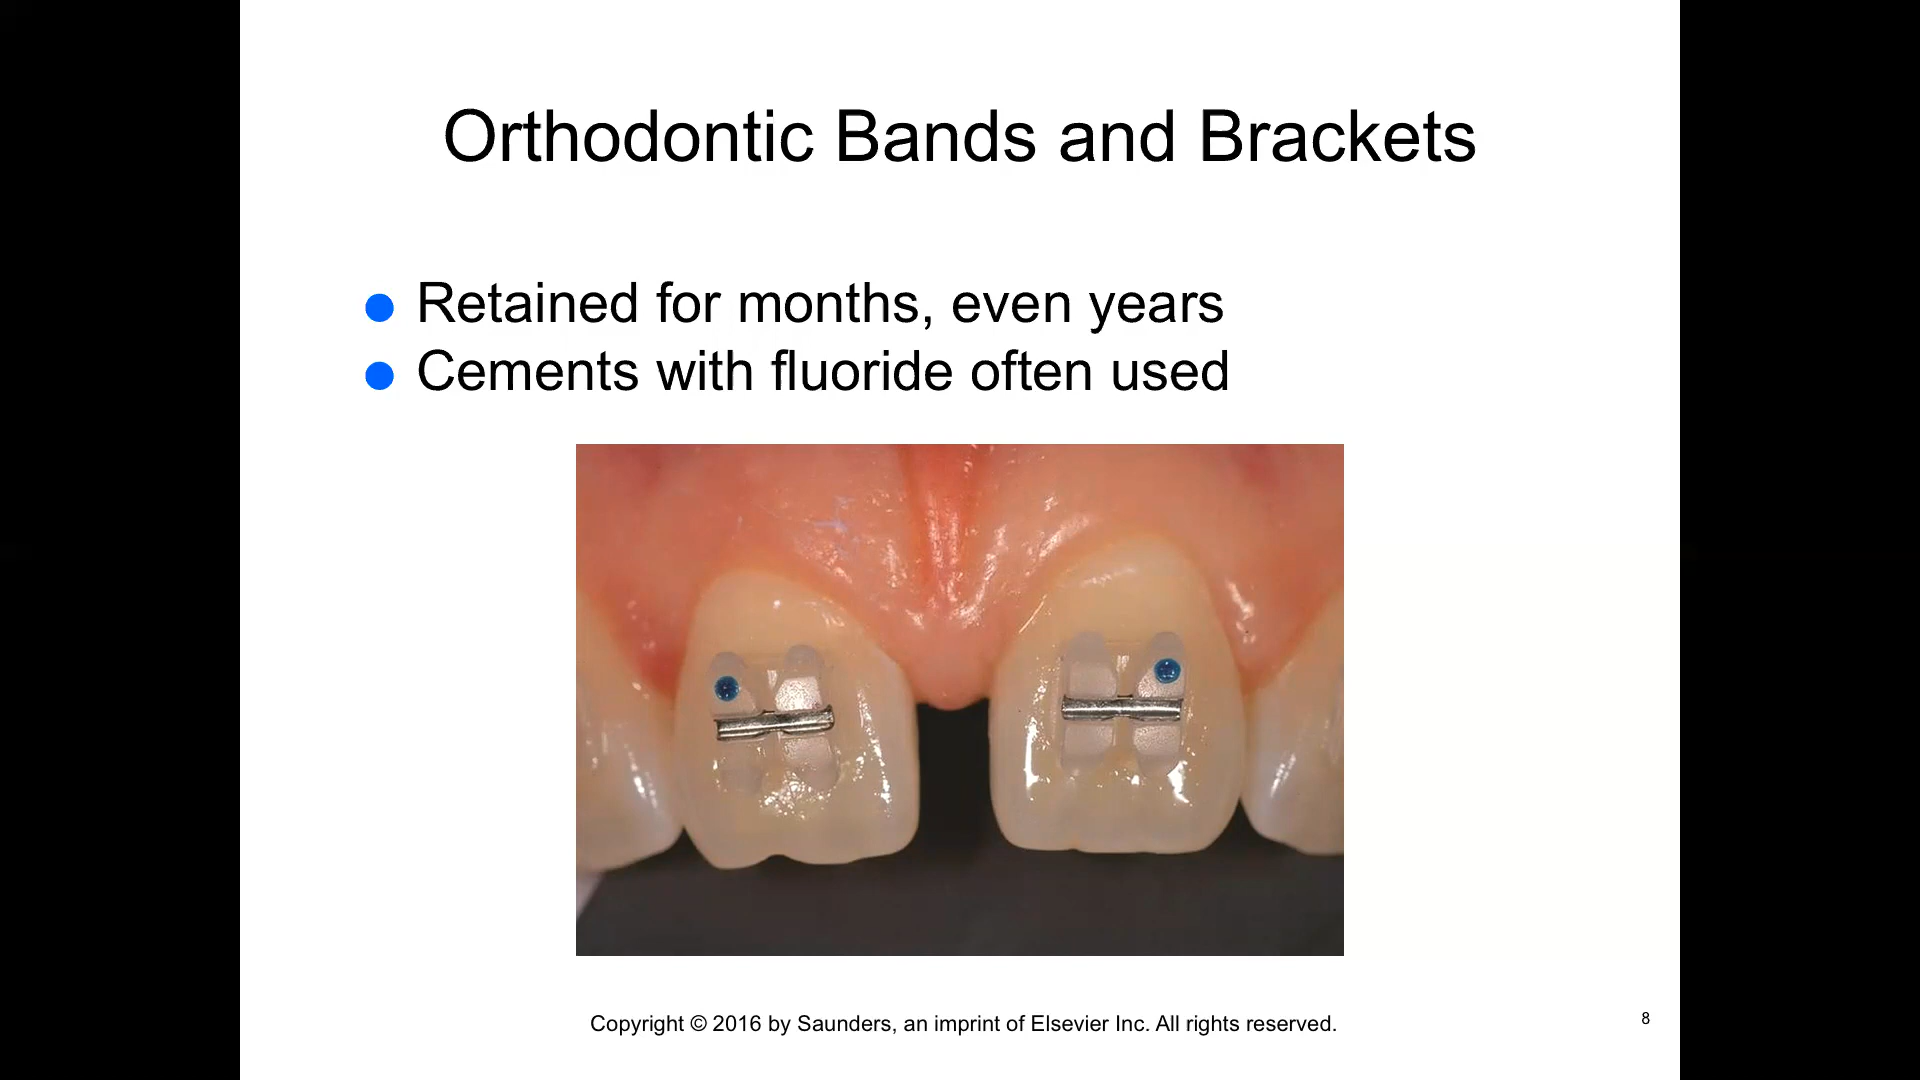 Orthodontic Bands and Brackets
Retained for months, even years
Cements with fluoride often used
Copyright © 2016 by Saunders, an imprint of Elsevier Inc. All rights reserved.
8